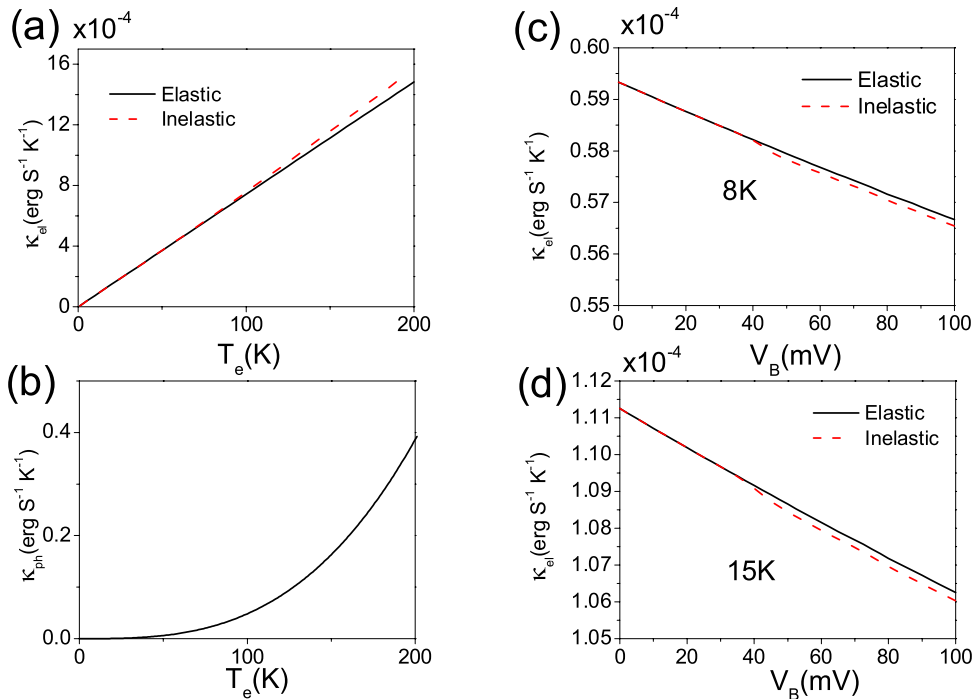 (a)
x10-4
16
12
8
4
0
κel(erg S-1 K-1)
Elastic
Inelastic
0
100
200
Te(K)
(b)
0.4
0.2
0.0
κph(erg S-1 K-1)
0
100
200
Te(K)
(c)
x10-4
0.60
0.59
0.58
0.57
0.56
0.55
κel(erg S-1 K-1)
Elastic
Inelastic
8K
0 20 40 60 80 100
VB(mV)
(d)
x10-4
1.12
1.11
1.10
1.09
1.08
1.07
1.06
1.05
κel(erg S-1 K-1)
Elastic
Inelastic
15K
0 20 40 60 80 100
VB(mV)